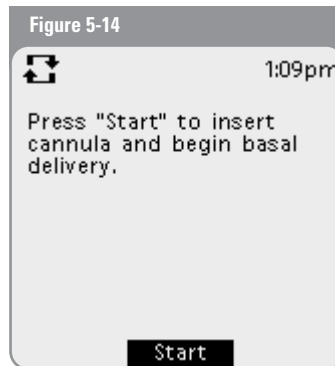 Figure 5-14
1:09pm
Press "Start" to insert
cannula and begin basal
delivery.
Start